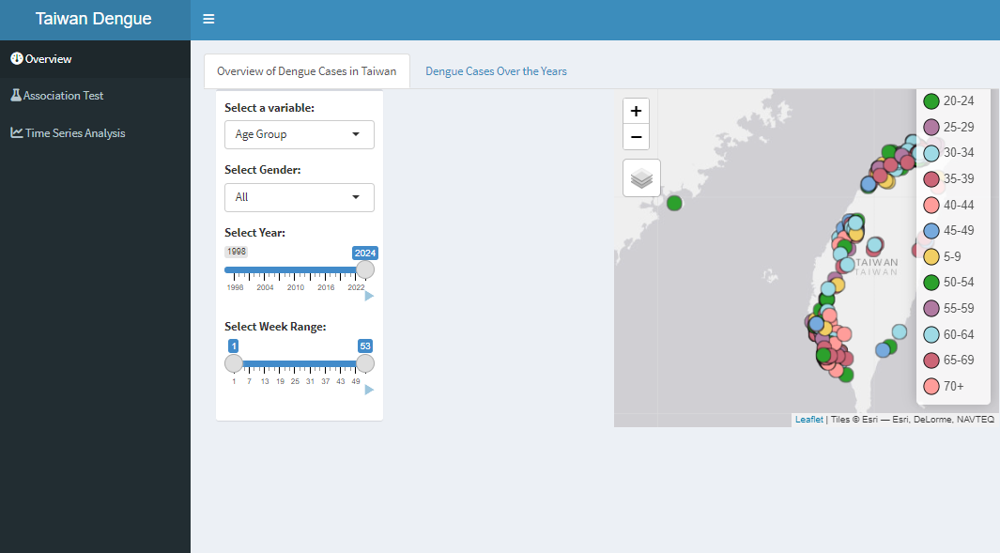 Taiwan Dengue
Overview
Association Test
Time Series Analysis
Overview of Dengue Cases in Taiwan
Dengue Cases Over the Years
Select a variable:
Age Group
Select Gender:
All
Select Year:
1998
2024
1998 2004 2010 2016 2022
Select Week Range:
1
53
1 7 13 19 25 31 37 43 49
+
−
TAIWAN
TAIWAN
20-24
25-29
30-34
35-39
40-44
45-49
5-9
50-54
55-59
60-64
65-69
70+
Leaflet | Tiles © Esri — Esri, DeLorme, NAVTEQ